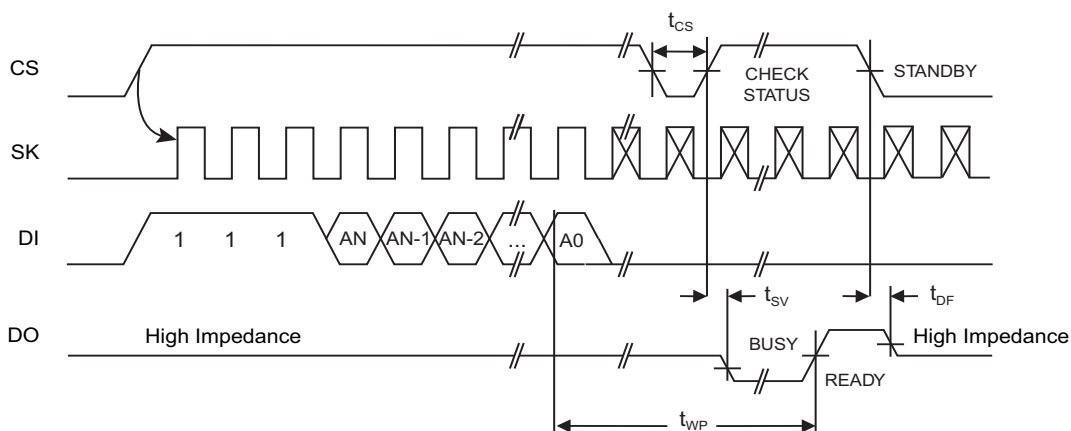 t_CS
CS
CHECK
STATUS
STANDBY
SK
DI
1 1 1 AN AN-1 AN-2 ... A0
t_SV
t_DF
DO
High Impedance
BUSY
READY
High Impedance
t_WP